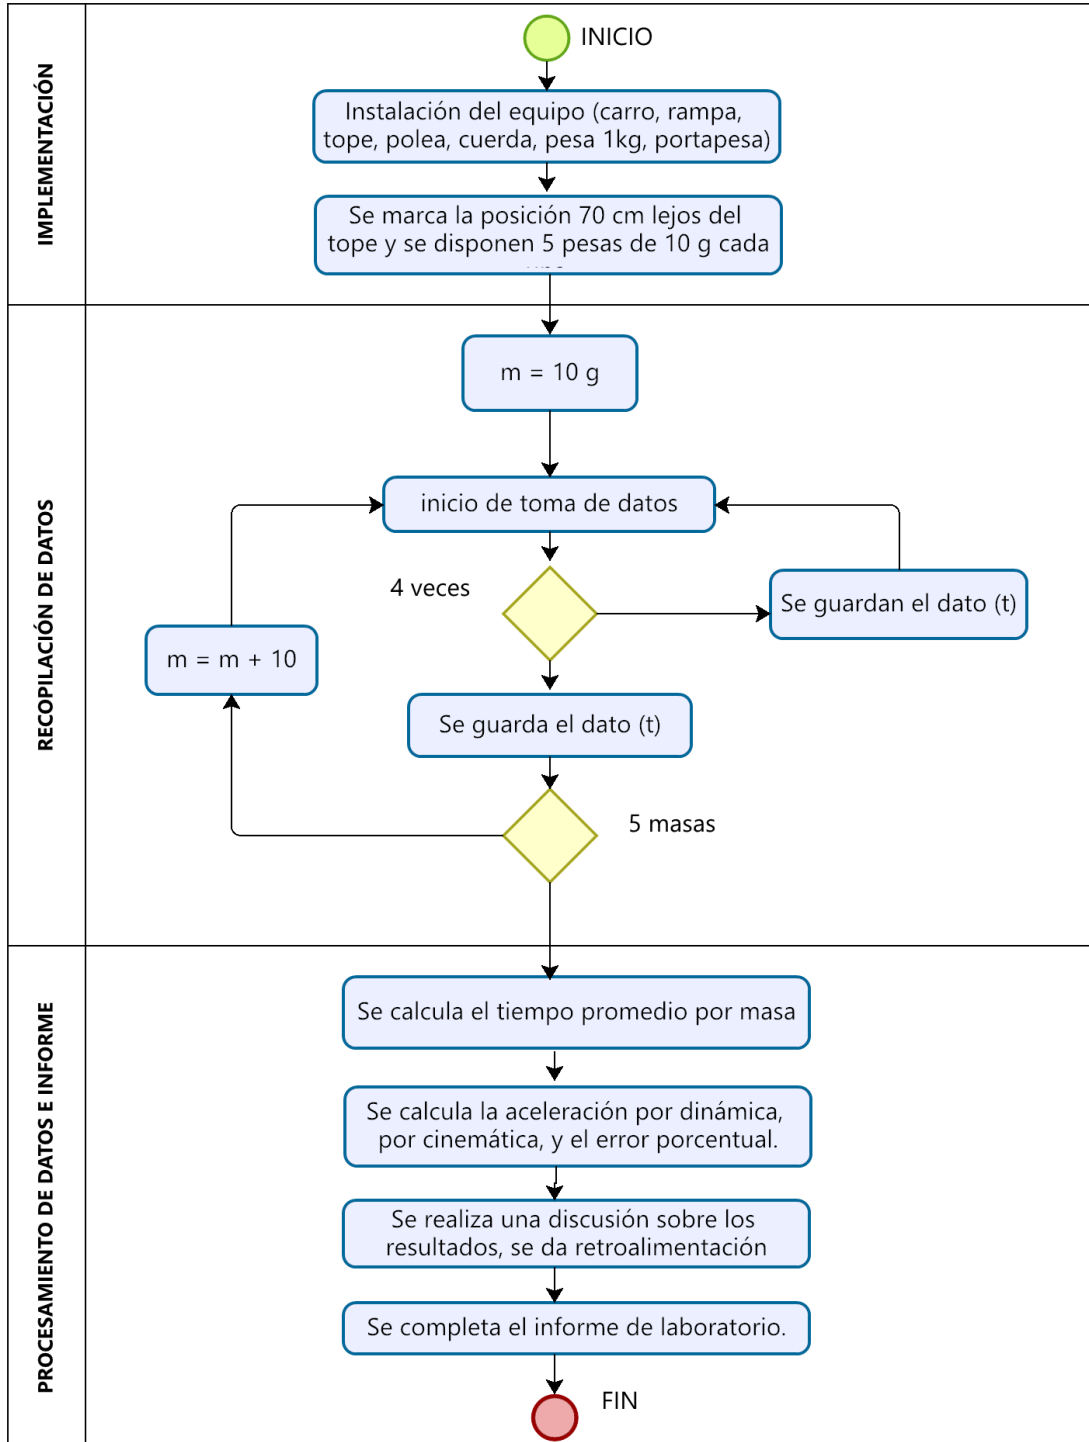 IMPLEMENTACIÓN
INICIO
Instalación del equipo (carro, rampa,
tope, polea, cuerda, pesa 1kg, portapesa)
Se marca la posición 70 cm lejos del
tope y se disponen 5 pesas de 10 g cada
RECOPILACIÓN DE DATOS
m = 10 g
inicio de toma de datos
4 veces
Se guardan el dato (t)
m = m + 10
Se guarda el dato (t)
5 masas
PROCESAMIENTO DE DATOS E INFORME
Se calcula el tiempo promedio por masa
Se calcula la aceleración por dinámica,
por cinemática, y el error porcentual.
Se realiza una discusión sobre los
resultados, se da retroalimentación
Se completa el informe de laboratorio.
FIN